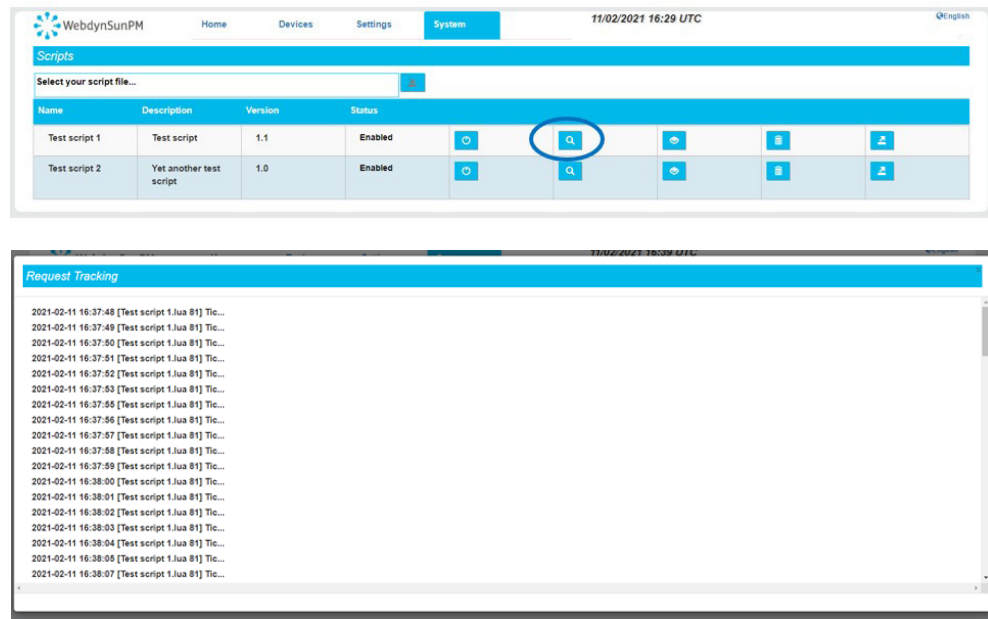 WebdynSunPM Home Devices Settings System 11/02/2021 16:29 UTC English
Scripts
Select your script file...
Name Description Version Status
Test script 1 Test script 1.1 Enabled
Test script 2 Yet another test script 1.0 Enabled
11/02/2021 16:39 UTC
Request Tracking
2021-02-11 16:37:48 [Test script 1.lua 81] Tic...
2021-02-11 16:37:49 [Test script 1.lua 81] Tic...
2021-02-11 16:37:50 [Test script 1.lua 81] Tic...
2021-02-11 16:37:51 [Test script 1.lua 81] Tic...
2021-02-11 16:37:52 [Test script 1.lua 81] Tic...
2021-02-11 16:37:53 [Test script 1.lua 81] Tic...
2021-02-11 16:37:55 [Test script 1.lua 81] Tic...
2021-02-11 16:37:56 [Test script 1.lua 81] Tic...
2021-02-11 16:37:57 [Test script 1.lua 81] Tic...
2021-02-11 16:37:58 [Test script 1.lua 81] Tic...
2021-02-11 16:37:59 [Test script 1.lua 81] Tic...
2021-02-11 16:38:00 [Test script 1.lua 81] Tic...
2021-02-11 16:38:01 [Test script 1.lua 81] Tic...
2021-02-11 16:38:02 [Test script 1.lua 81] Tic...
2021-02-11 16:38:03 [Test script 1.lua 81] Tic...
2021-02-11 16:38:04 [Test script 1.lua 81] Tic...
2021-02-11 16:38:05 [Test script 1.lua 81] Tic...
2021-02-11 16:38:07 [Test script 1.lua 81] Tic...